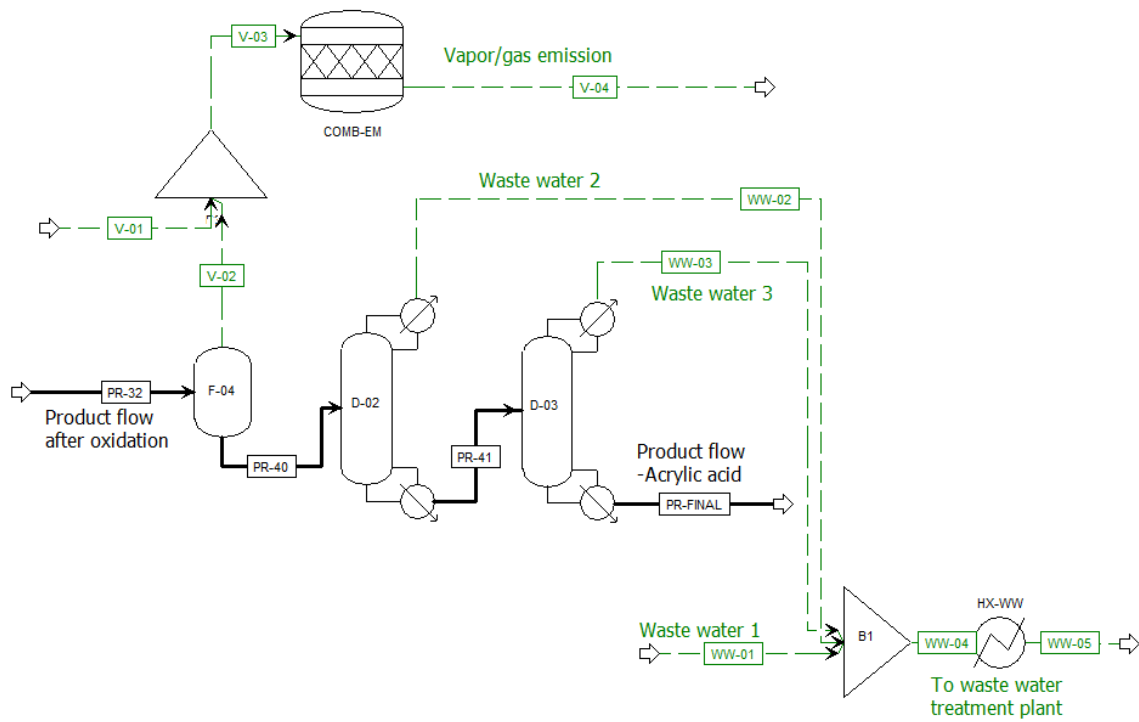 V-03
Vapor/gas emission
V-04
COMB-EM
Waste water 2
WW-02
V-01
V-02
WW-03
Waste water 3
F-04
D-02
D-03
PR-32
Product flow
after oxidation
PR-40
PR-41
Product flow
-Acrylic acid
PR-FINAL
HX-WW
Waste water 1
WW-01
B1
WW-04
WW-05
To waste water
treatment plant